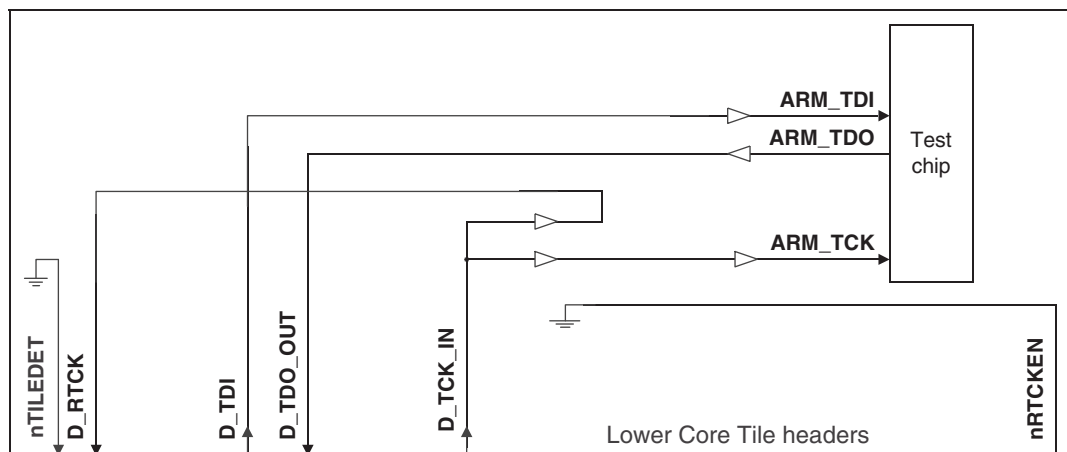 ARM_TDI
ARM_TDO
Test
chip
ARM_TCK
nTILEDET
D_RTCK
D_TDI
D_TDO_OUT
D_TCK_IN
nRTCKEN
Lower Core Tile headers